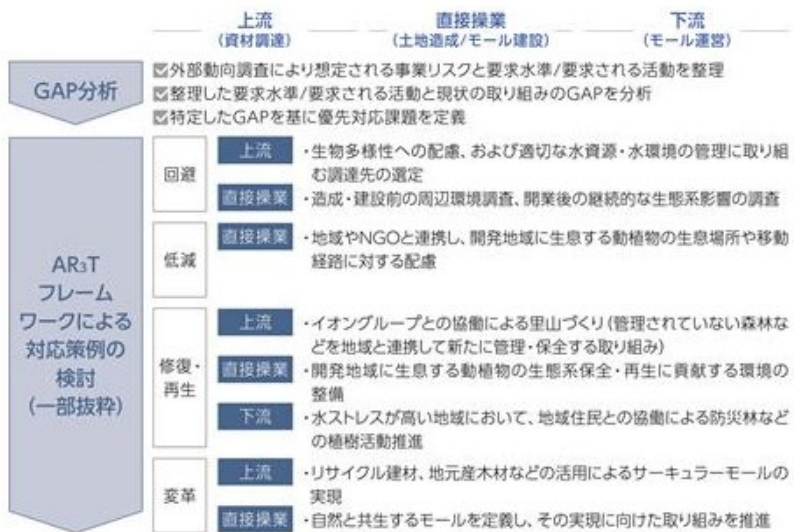 上流 直接操業 下流
(資材調達) (土地造成/モール建設) (モール運営)
GAP分析
☑外部動向調査により想定される事業リスクと要求水準/要求される活動を整理
☑整理した要求水準/要求される活動と現状の取り組みのGAPを分析
☑特定したGAPを基に優先対応課題を定義
AR3T
フレーム
ワークによる
対応策例の
検討
(一部抜粋)
回避
上流
・生物多様性への配慮、および適切な水資源・水環境の管理に取り組
む調達先の選定
直接操業
・造成・建設前の周辺環境調査、開業後の継続的な生態系影響の調査
低減
直接操業
・地域やNGOと連携し、開発地域に生息する動植物の生息場所や移動
経路に対する配慮
修復・
再生
上流
・イオングループとの協働による里山づくり(管理されていない森林な
どを地域と連携して新たに管理・保全する取り組み)
直接操業
・開発地域に生息する動植物の生態系保全・再生に貢献する環境の
整備
下流
・水ストレスが高い地域において、地域住民との協働による防災林など
の植樹活動推進
変革
上流
・リサイクル建材、地元産木材などの活用によるサーキュラーモールの
実現
直接操業
・自然と共生するモールを定義し、その実現に向けた取り組みを推進